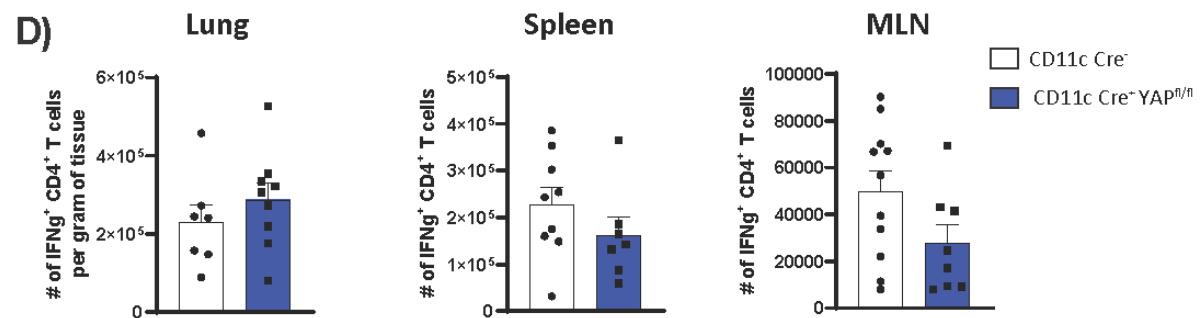 D)
Lung
# of IFNg⁺ CD4⁺ T cells
per gram of tissue
6×10⁵
4×10⁵
2×10⁵
0
Spleen
# of IFNg⁺ CD4⁺ T cells
5×10⁵
4×10⁵
3×10⁵
2×10⁵
1×10⁵
0
MLN
# of IFNg⁺ CD4⁺ T cells
100000
80000
60000
40000
20000
0
CD11c Cre⁻
CD11c Cre⁺ YAPᶠˡ/ᶠˡ